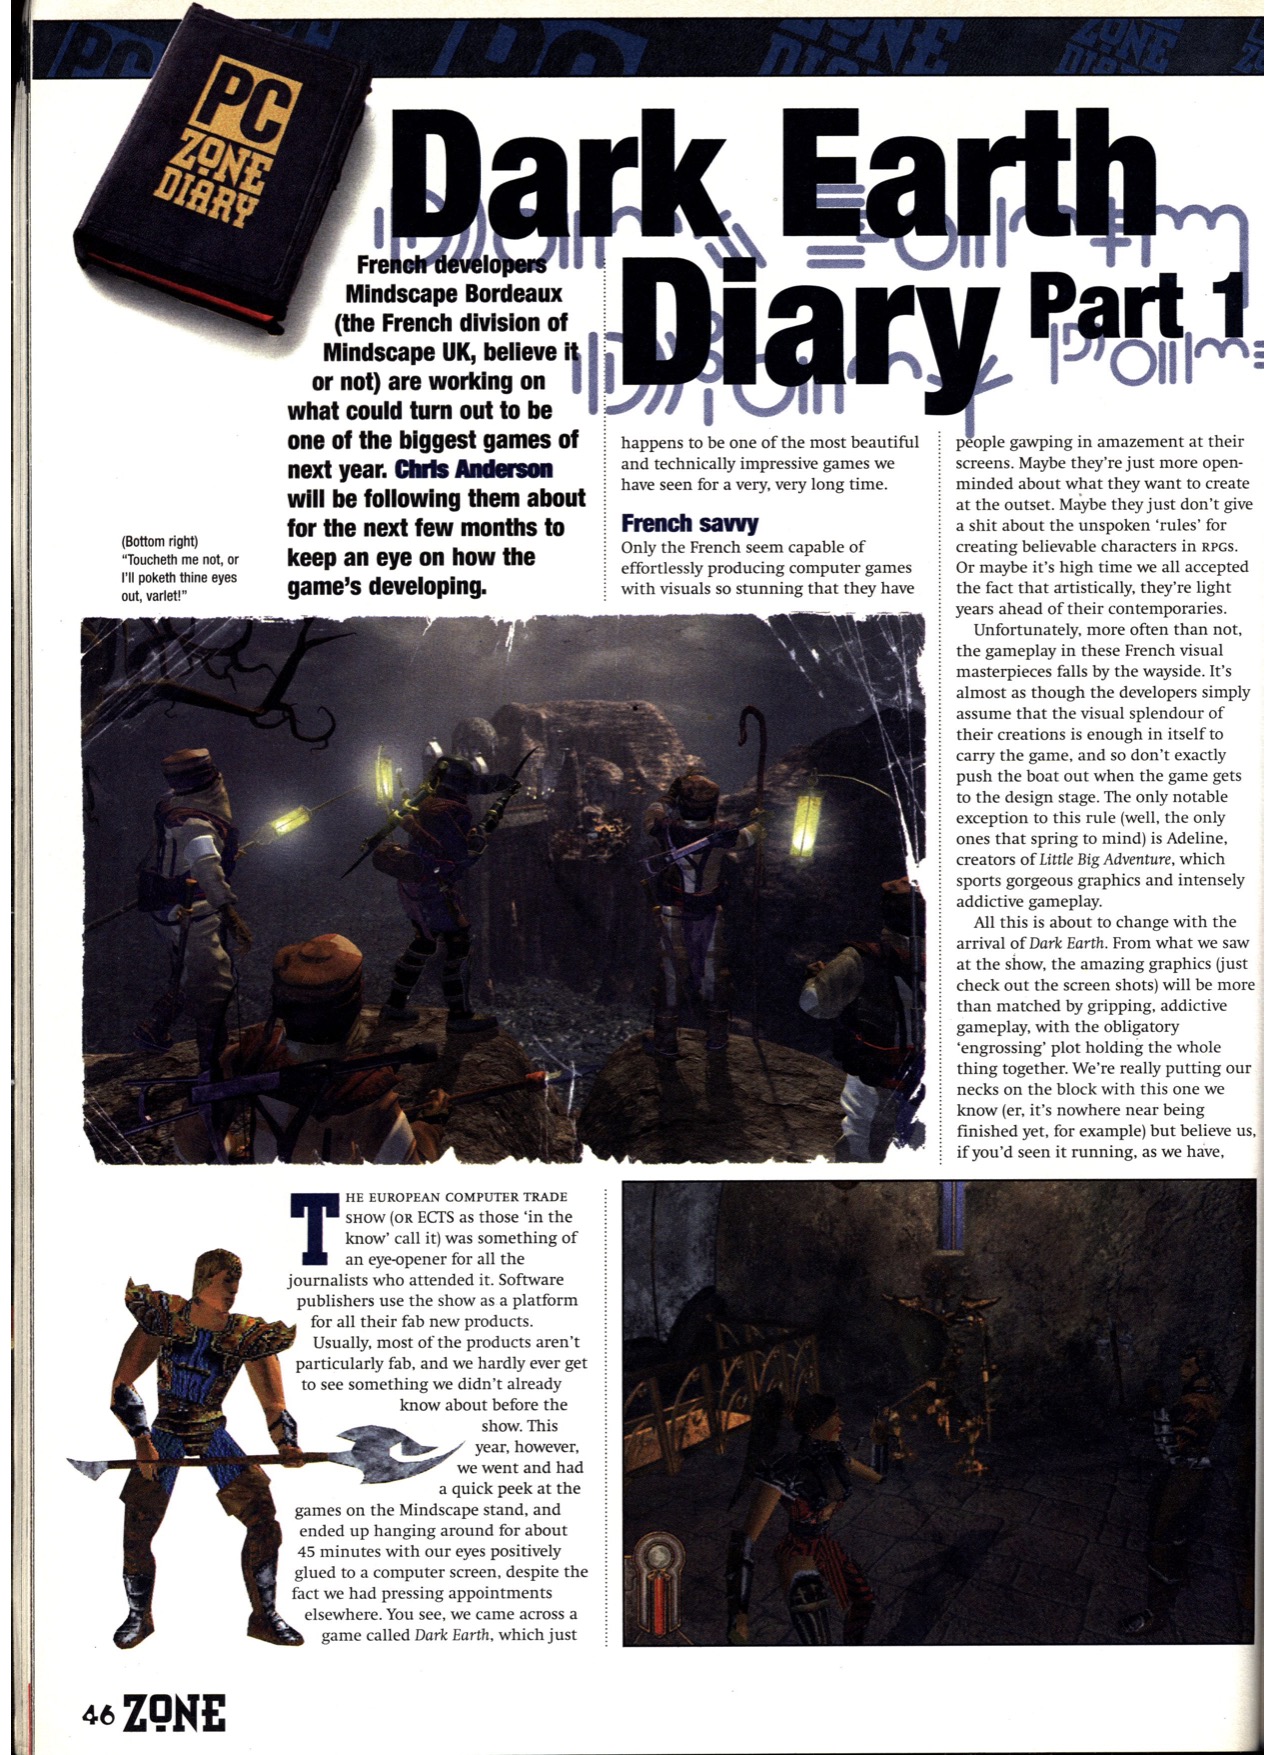 PC
ZONE
DIARY
Dark Earth
Diary Part 1
French developers
Mindscape Bordeaux
(the French division of
Mindscape UK, believe it
or not) are working on
what could turn out to be
one of the biggest games of
next year. Chris Anderson
will be following them about
for the next few months to
keep an eye on how the
game's developing.
(Bottom right)
“Toucheth me not, or
I'll poketh thine eyes
out, varlet!”
THE EUROPEAN COMPUTER TRADE
SHOW (OR ECTS as those ‘in the
know’ call it) was something of
an eye-opener for all the
journalists who attended it. Software
publishers use the show as a platform
for all their fab new products.
Usually, most of the products aren't
particularly fab, and we hardly ever get
to see something we didn't already
know about before the
show. This
year, however,
we went and had
a quick peek at the
games on the Mindscape stand, and
ended up hanging around for about
45 minutes with our eyes positively
glued to a computer screen, despite the
fact we had pressing appointments
elsewhere. You see, we came across a
game called Dark Earth, which just
happens to be one of the most beautiful
and technically impressive games we
have seen for a very, very long time.
French savvy
Only the French seem capable of
effortlessly producing computer games
with visuals so stunning that they have
people gawping in amazement at their
screens. Maybe they're just more open-
minded about what they want to create
at the outset. Maybe they just don't give
a shit about the unspoken ‘rules’ for
creating believable characters in RPGs.
Or maybe it's high time we all accepted
the fact that artistically, they're light
years ahead of their contemporaries.
Unfortunately, more often than not,
the gameplay in these French visual
masterpieces falls by the wayside. It's
almost as though the developers simply
assume that the visual splendour of
their creations is enough in itself to
carry the game, and so don't exactly
push the boat out when the game gets
to the design stage. The only notable
exception to this rule (well, the only
ones that spring to mind) is Adeline,
creators of Little Big Adventure, which
sports gorgeous graphics and intensely
addictive gameplay.
All this is about to change with the
arrival of Dark Earth. From what we saw
at the show, the amazing graphics (just
check out the screen shots) will be more
than matched by gripping, addictive
gameplay, with the obligatory
‘engrossing’ plot holding the whole
thing together. We're really putting our
necks on the block with this one we
know (er, it's nowhere near being
finished yet, for example) but believe us,
if you'd seen it running, as we have,
46 ZONE